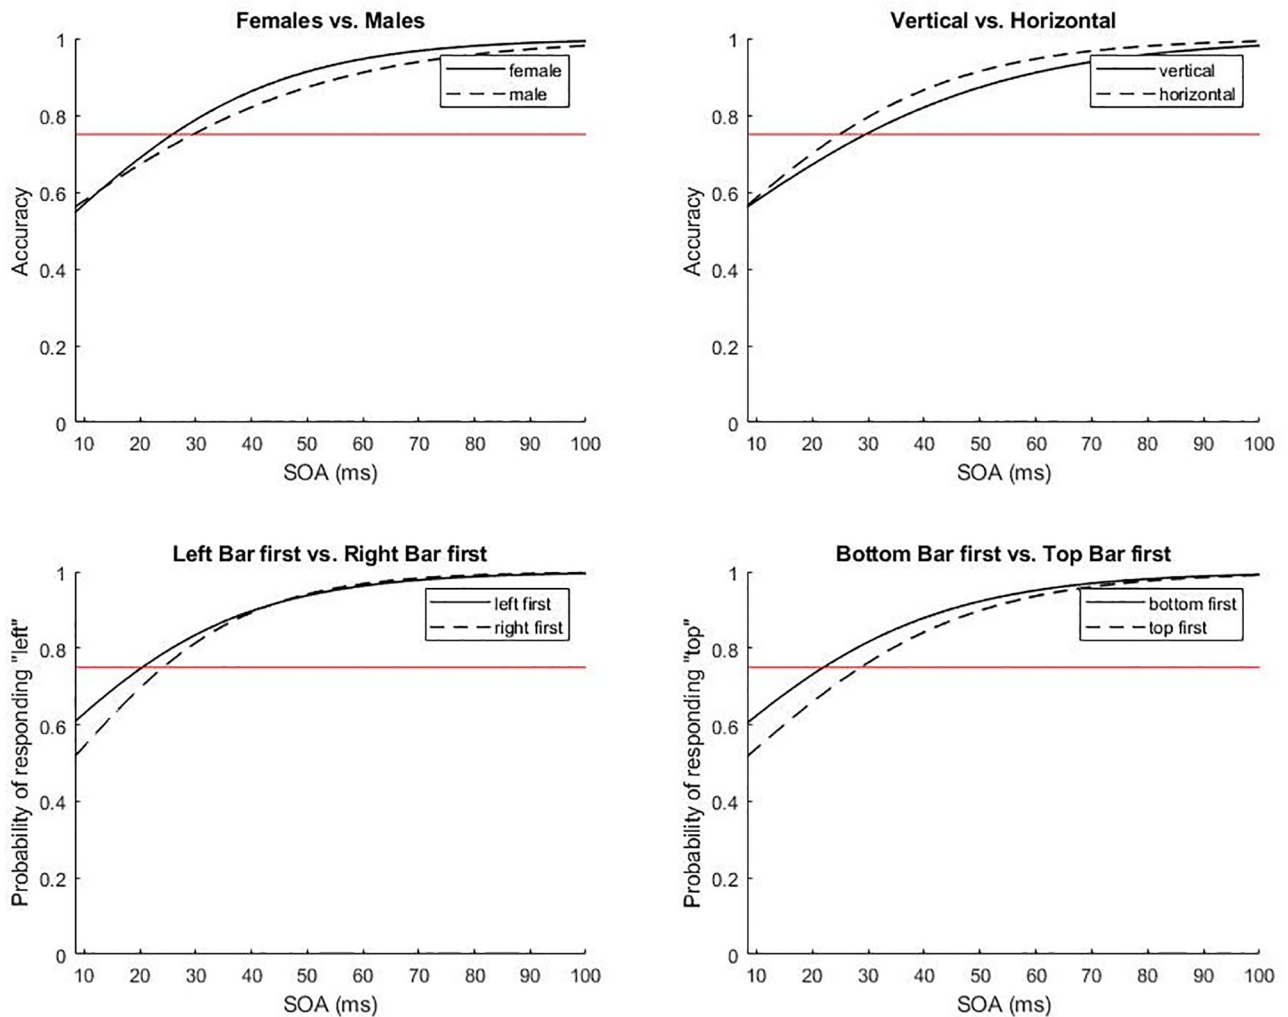 Females vs. Males
1
0.8
0.6
0.4
0.2
0
Accuracy
female
male
10 20 30 40 50 60 70 80 90 100
SOA (ms)
Vertical vs. Horizontal
1
0.8
0.6
0.4
0.2
0
Accuracy
vertical
horizontal
10 20 30 40 50 60 70 80 90 100
SOA (ms)
Left Bar first vs. Right Bar first
1
0.8
0.6
0.4
0.2
0
Probability of responding "left"
left first
right first
10 20 30 40 50 60 70 80 90 100
SOA (ms)
Bottom Bar first vs. Top Bar first
1
0.8
0.6
0.4
0.2
0
Probability of responding "top"
bottom first
top first
10 20 30 40 50 60 70 80 90 100
SOA (ms)